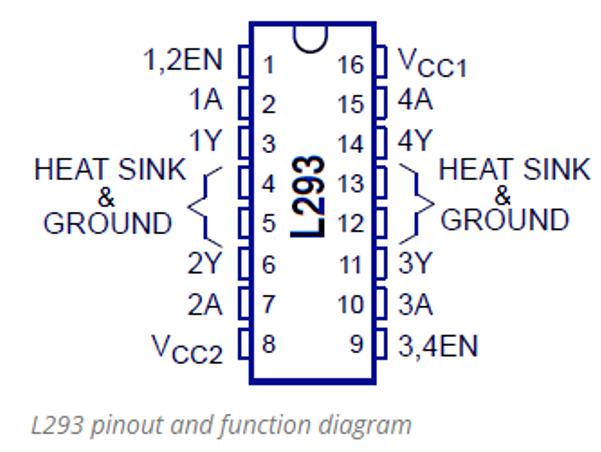 1,2EN 1 16 VCC1
1A 2 15 4A
1Y 3 14 4Y
HEAT SINK
&
GROUND
4 13
5 12
HEAT SINK
&
GROUND
L293
2Y 6 11 3Y
2A 7 10 3A
VCC2 8 9 3,4EN
L293 pinout and function diagram